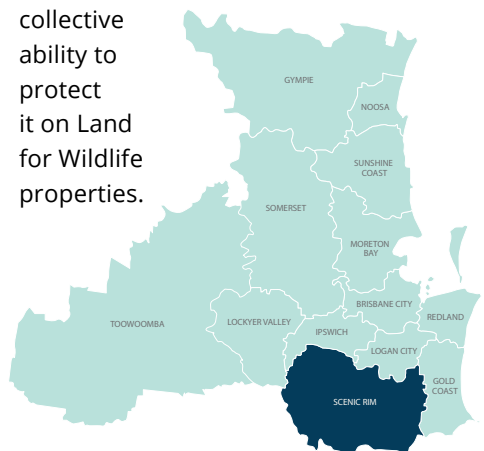 collective
ability to
protect
it on Land
for Wildlife
properties.
GYMPIE
NOOSA
SUNSHINE
COAST
SOMERSET
MORETON
BAY
BRISBANE CITY
REDLAND
TOOWOOMBA
LOCKYER VALLEY
IPSWICH
LOGAN CITY
GOLD
COAST
SCENIC RIM